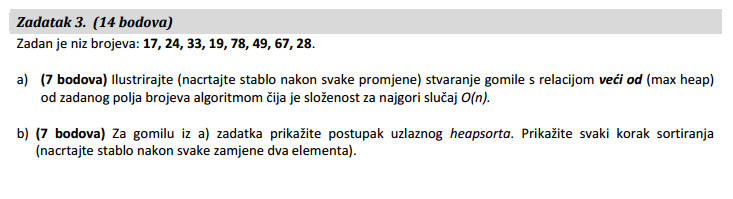 Zadatak 3. (14 bodova)
Zadan je niz brojeva: 17, 24, 33, 19, 78, 49, 67, 28.
a) (7 bodova) Ilustrirajte (nacrtajte stablo nakon svake promjene) stvaranje gomile s relacijom veći od (max heap)
od zadanog polja brojeva algoritmom čija je složenost za najgori slučaj O(n).
b) (7 bodova) Za gomilu iz a) zadatka prikažite postupak uzlaznog heapsorta. Prikažite svaki korak sortiranja
(nacrtajte stablo nakon svake zamjene dva elementa).